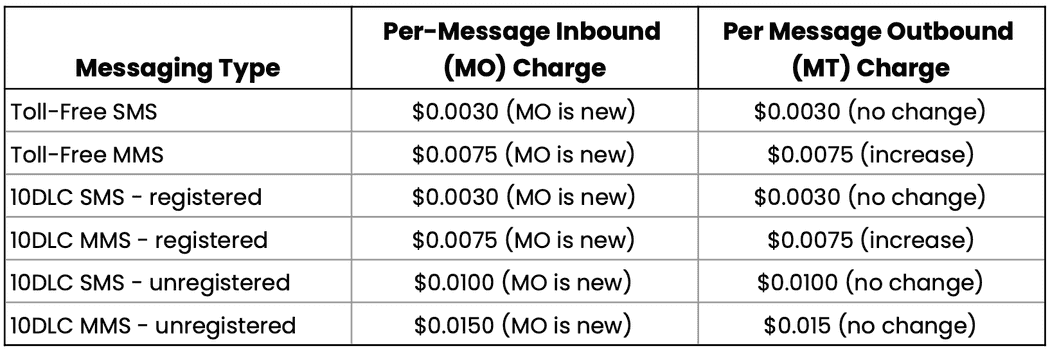 Messaging Type
Per-Message Inbound
(MO) Charge
Per Message Outbound
(MT) Charge
Toll-Free SMS $0.0030 (MO is new) $0.0030 (no change)
Toll-Free MMS $0.0075 (MO is new) $0.0075 (increase)
10DLC SMS - registered $0.0030 (MO is new) $0.0030 (no change)
10DLC MMS - registered $0.0075 (MO is new) $0.0075 (increase)
10DLC SMS - unregistered $0.0100 (MO is new) $0.0100 (no change)
10DLC MMS - unregistered $0.0150 (MO is new) $0.015 (no change)